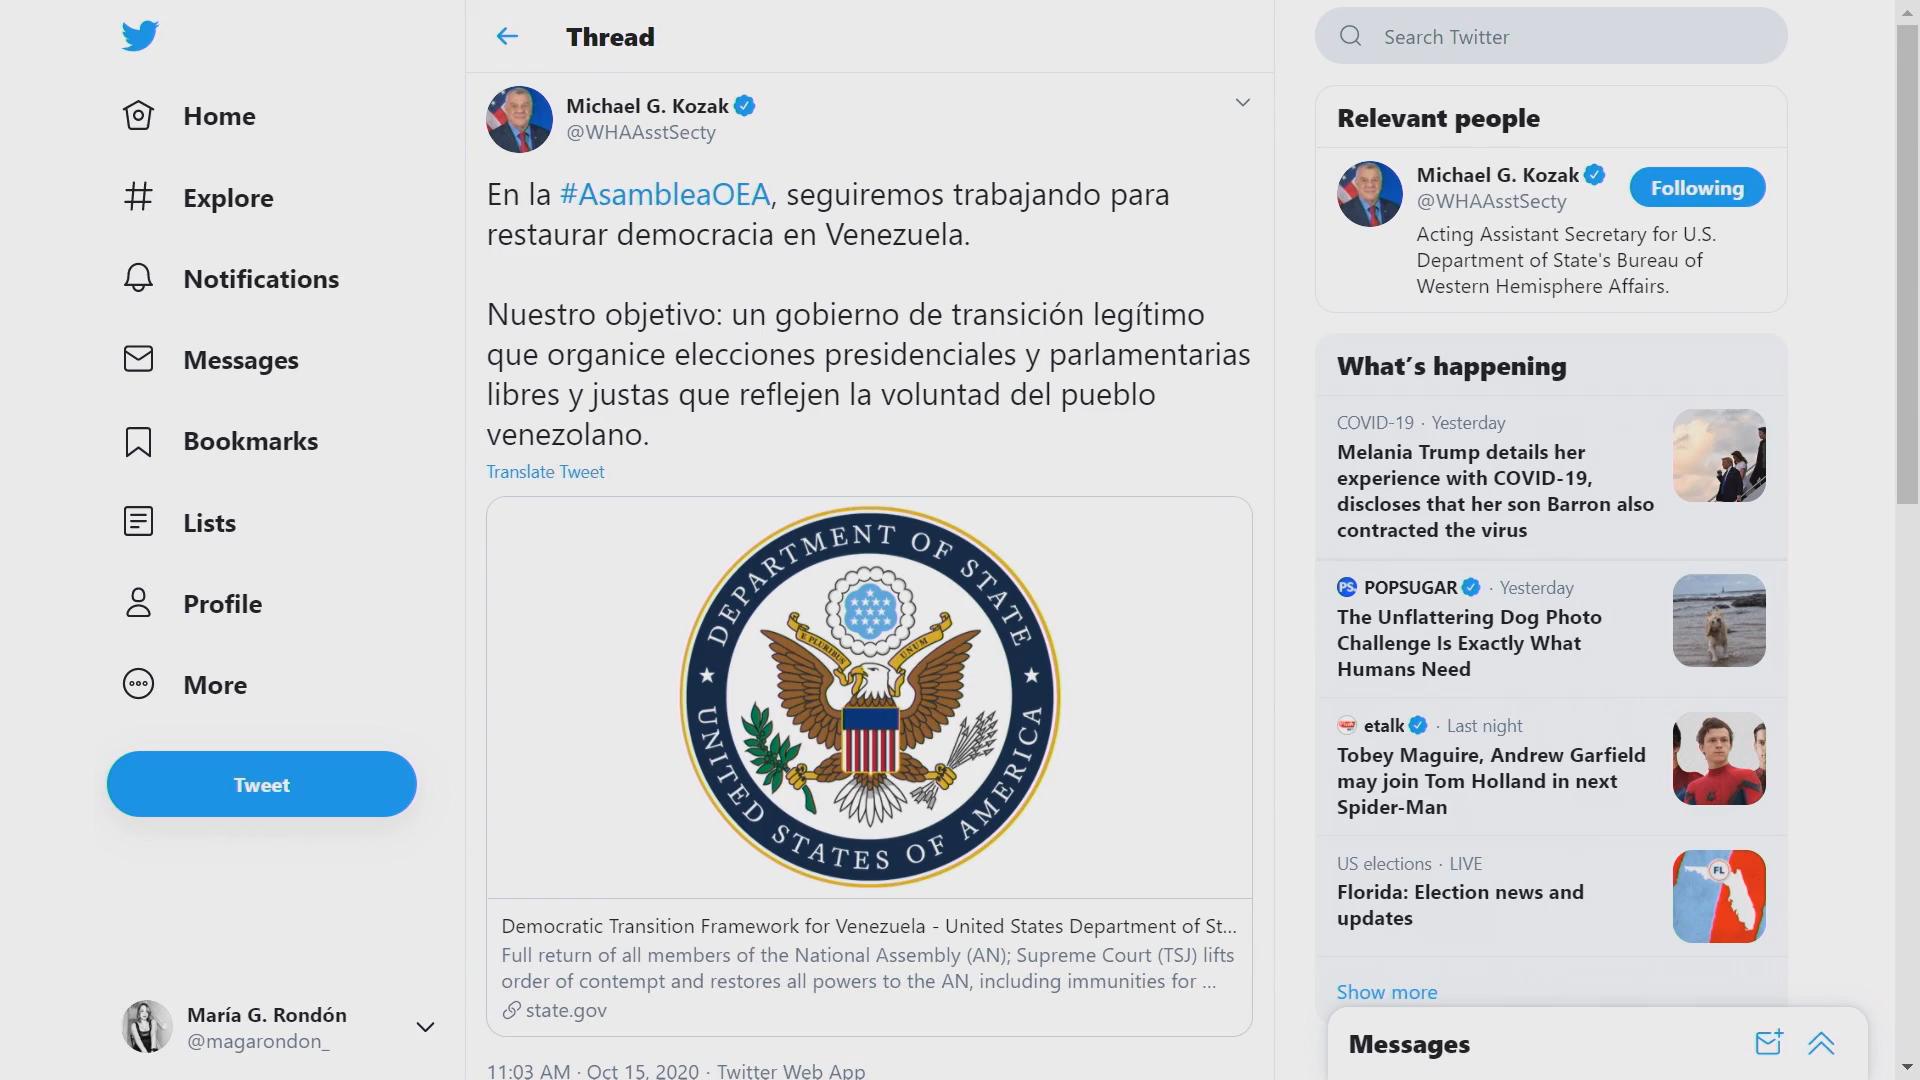 Home
Explore
Notifications
Messages
Bookmarks
Lists
Profile
More
Tweet
María G. Rondón
@magarondon_
Thread
Michael G. Kozak
@WHAAsstSecty
En la #AsambleaOEA, seguiremos trabajando para
restaurar democracia en Venezuela.
Nuestro objetivo: un gobierno de transición legítimo
que organice elecciones presidenciales y parlamentarias
libres y justas que reflejen la voluntad del pueblo
venezolano.
Translate Tweet
DEPARTMENT OF STATE
E PLURIBUS UNUM
UNITED STATES OF AMERICA
Democratic Transition Framework for Venezuela - United States Department of St...
Full return of all members of the National Assembly (AN); Supreme Court (TSJ) lifts
order of contempt and restores all powers to the AN, including immunities for ...
state.gov
11:03 AM · Oct 15, 2020 · Twitter Web App
Search Twitter
Relevant people
Michael G. Kozak
@WHAAsstSecty
Following
Acting Assistant Secretary for U.S.
Department of State's Bureau of
Western Hemisphere Affairs.
What's happening
COVID-19 · Yesterday
Melania Trump details her
experience with COVID-19,
discloses that her son Barron also
contracted the virus
PS POPSUGAR · Yesterday
The Unflattering Dog Photo
Challenge Is Exactly What
Humans Need
etalk · Last night
Tobey Maguire, Andrew Garfield
may join Tom Holland in next
Spider-Man
US elections · LIVE
Florida: Election news and
updates
FL
Show more
Messages